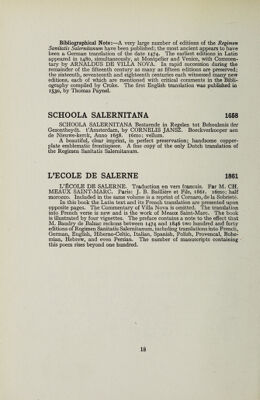 Bibliographical Note:—A very large number of editions of the Regimen
Sanitatis Salernitanum have been published; the most ancient appears to have
been a German translation of the date 1474. The earliest editions in Latin
appeared in 1480, simultaneously, at Montpelier and Venice, with Commen-
tary by ARNALDUS DE VILLA NOVA. In rapid succession during the
remainder of the fifteenth century as many as fifteen editions are preserved;
the sixteenth, seventeenth and eighteenth centuries each witnessed many new
editions, each of which are mentioned with critical comments in the Bibli-
ography compiled by Croke. The first English translation was published in
1530, by Thomas Paynel.
SCHOOLA SALERNITANA 1658
SCHOOLA SALERNITANA Bestaende in Regulen tot Behoudenis der
Gesontheydt. t'Amsterdam, by CORNELIS JANSZ. Boeckverkooper aen
de Nieuwe-kerck, Anno 1658. 16mo; vellum.
A beautiful, clear imprint, in perfect preservation; handsome copper-
plate emblematic frontispiece. A fine copy of the only Dutch translation of
the Regimen Sanitatis Salernitanum.
L'ECOLE DE SALERNE 1861
L'ÉCOLE DE SALERNE. Traduction en vers francais. Par M. CH.
MEAUX SAINT-MARC. Paris: J. B. Baillière et Fils, 1861. 16mo; half
morocco. Included in the same volume is a reprint of Cornaro, de la Sobrieté.
In this book the Latin text and its French translation are presented upon
opposite pages. The Commentary of Villa Nova is omitted. The translation
into French verse is new and is the work of Meaux Saint-Marc. The book
is illustrated by four vignettes. The preface contains a note to the effect that
M. Baudry de Balzac reckons between 1474 and 1846 two hundred and forty
editions of Regimen Sanitatis Salernitanum, including translations into French,
German, English, Hiberno-Celtic, Italian, Spanish, Polish, Provencal, Bohe-
mian, Hebrew, and even Persian. The number of manuscripts containing
this poem rises beyond one hundred.
18